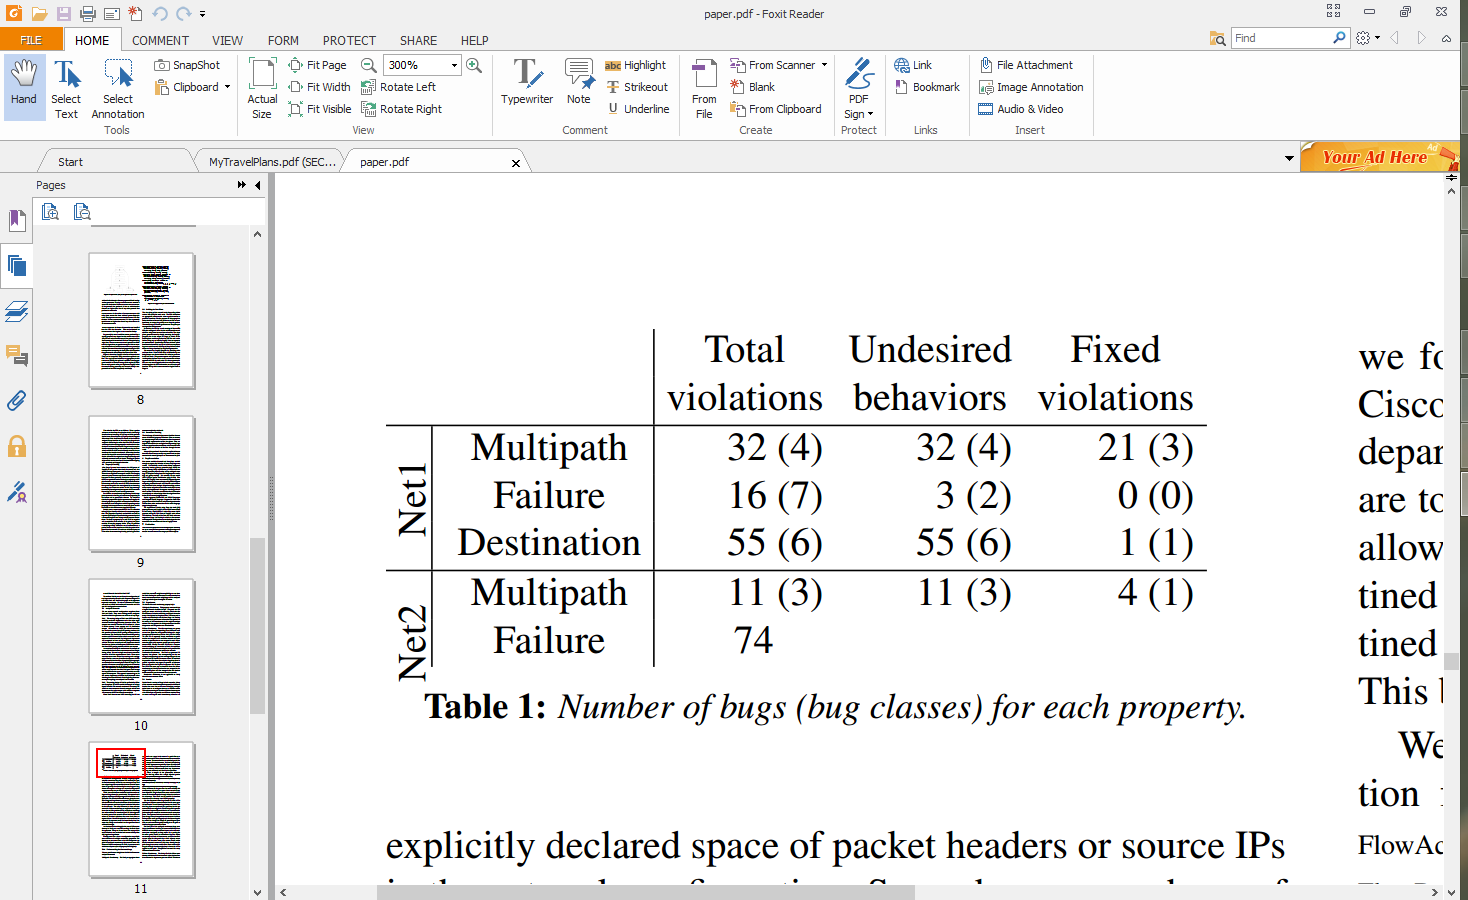 paper.pdf - Foxit Reader
FILE
HOME
COMMENT
VIEW
FORM
PROTECT
SHARE
HELP
Find
Hand
Select
Text
Select
Annotation
SnapShot
Clipboard
Tools
Actual
Size
Fit Page
Fit Width
Fit Visible
300%
Rotate Left
Rotate Right
View
Typewriter
Note
abc Highlight
Strikeout
Underline
Comment
From
File
From Scanner
Blank
From Clipboard
Create
PDF
Sign
Protect
Link
Bookmark
Links
File Attachment
Image Annotation
Audio & Video
Insert
Start
MyTravelPlans.pdf (SEC...
paper.pdf
Your Ad Here
Ad
Pages
8
9
10
11
Total
violations
Undesired
behaviors
Fixed
violations
Net1
Multipath 32 (4) 32 (4) 21 (3)
Failure 16 (7) 3 (2) 0 (0)
Destination 55 (6) 55 (6) 1 (1)
Net2
Multipath 11 (3) 11 (3) 4 (1)
Failure 74
Table 1: Number of bugs (bug classes) for each property.
explicitly declared space of packet headers or source IPs
we fo
Cisco
depar
are to
allow
tined
tined
This b
We
tion
FlowAc